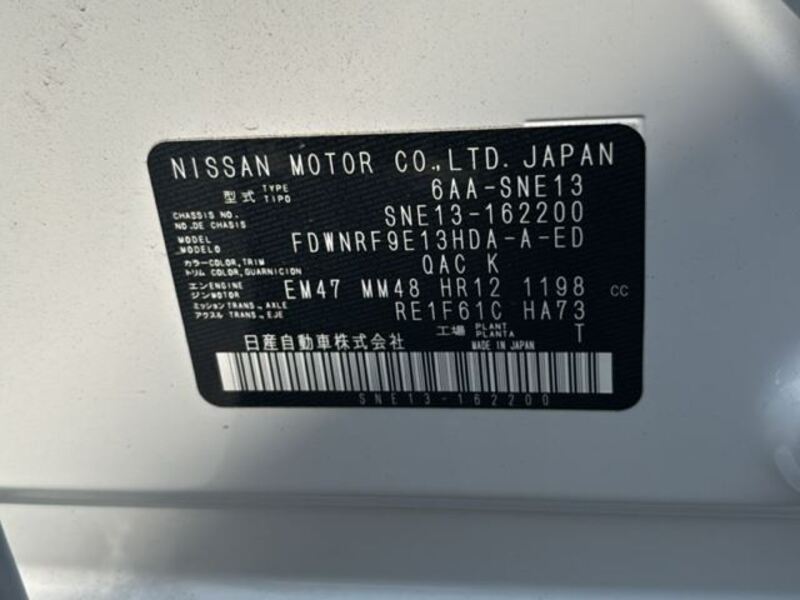 NISSAN MOTOR CO.,LTD. JAPAN
型式 TYPE TIPO 6AA-SNE13
CHASSIS NO. NO.DE CHASIS SNE13-162200
MODEL MODELO FDWNRF9E13HDA-A-ED
カラー COLOR,TRIM トリム COLOR,GUARNICION QAC K
エンジン ENGINE MOTOR EM47 MM48 HR12 1198 CC
ミッション TRANS.,AXLE アクスル TRANS.,EJE RE1F61C HA73
日産自動車株式会社 工場 PLANT PLANTA T
MADE IN JAPAN
SNE13-162200